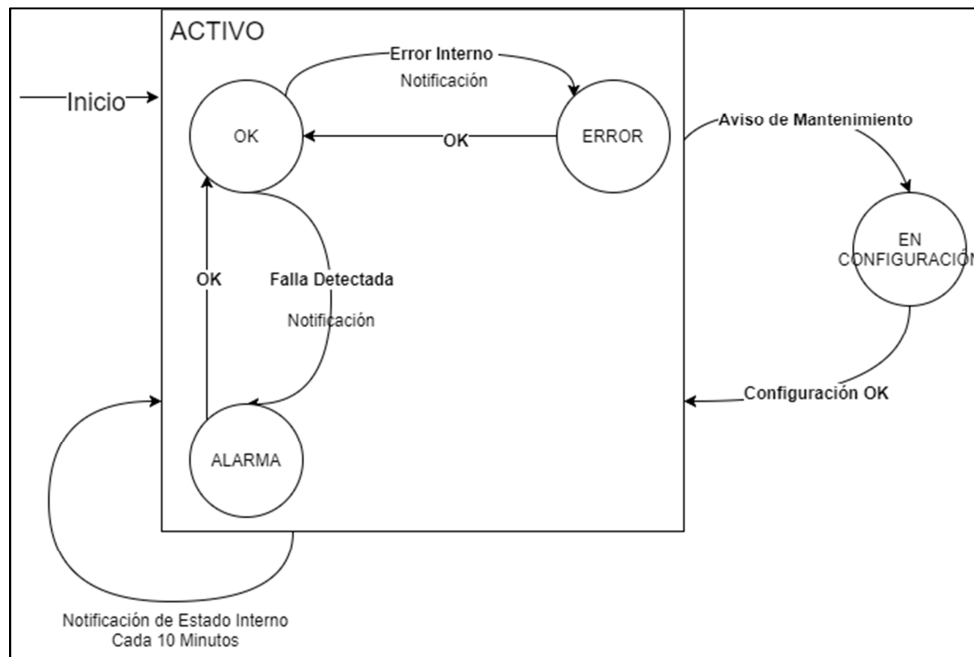 ACTIVO
Error Interno
Notificación
Inicio
OK
ERROR
OK
Aviso de Mantenimiento
EN
CONFIGURACIÓN
OK
Falla Detectada
Notificación
Configuración OK
ALARMA
Notificación de Estado Interno
Cada 10 Minutos